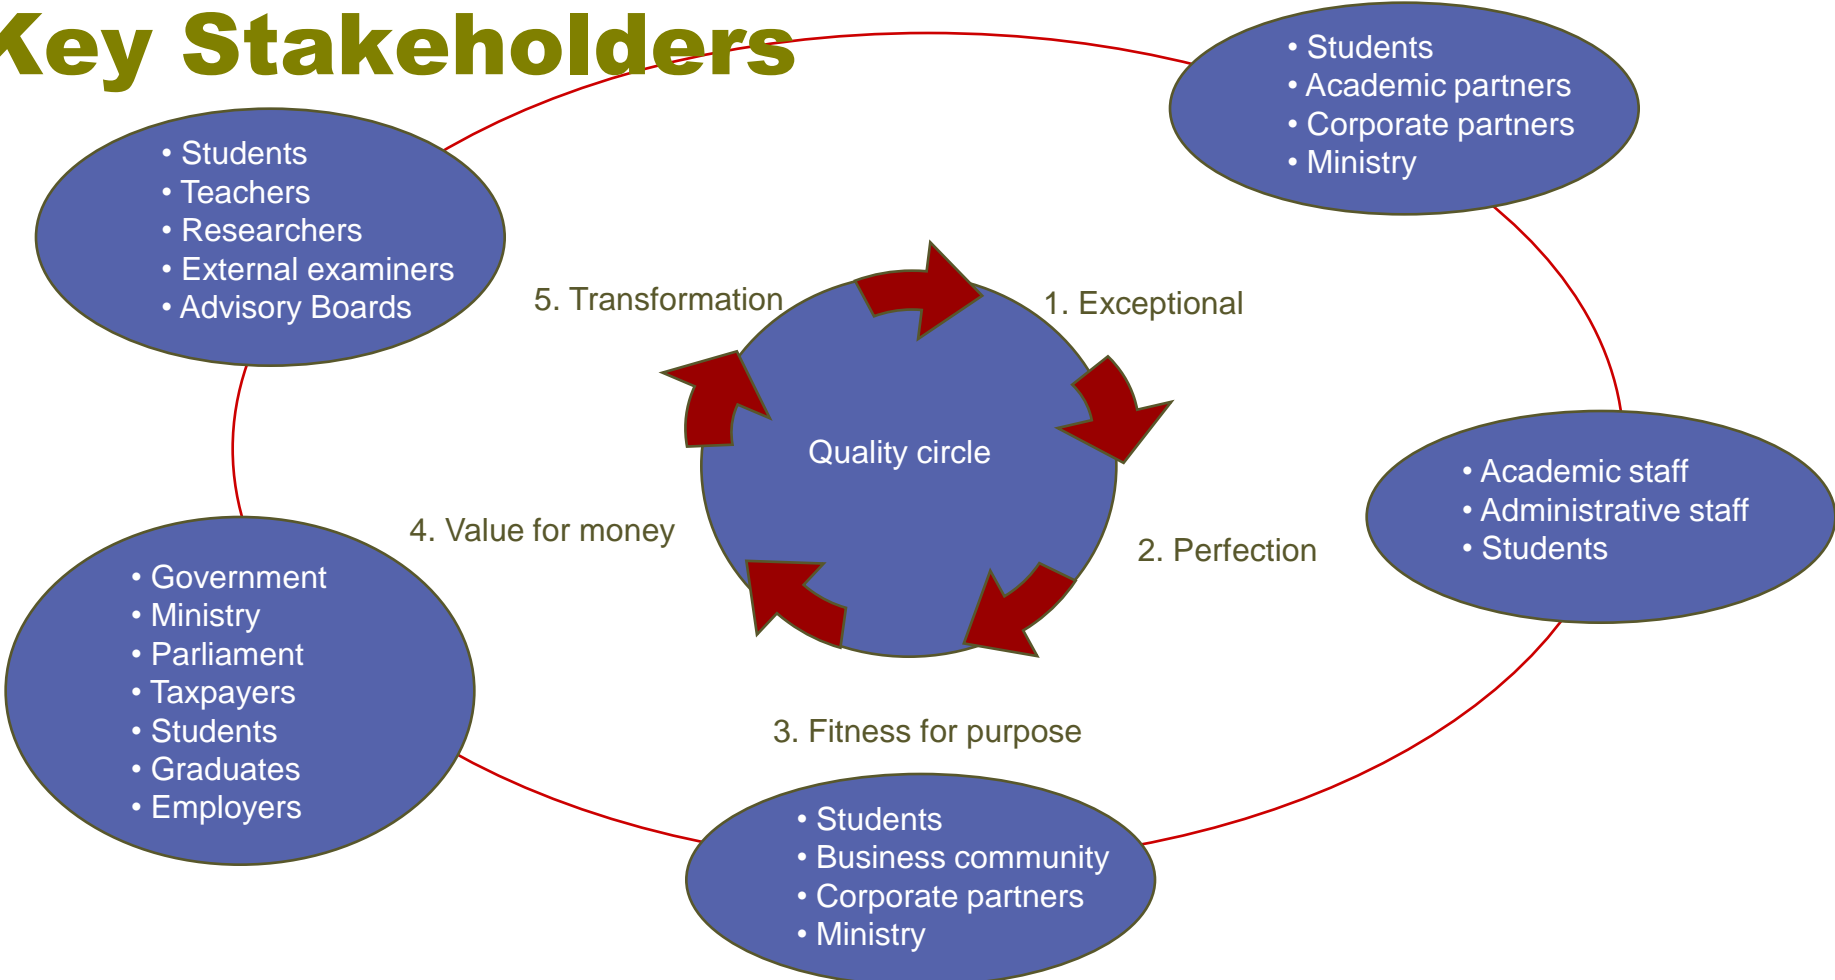 Key Stakeholders
• Students
• Academic partners
• Corporate partners
• Ministry
• Students
• Teachers
• Researchers
• External examiners
• Advisory Boards
5. Transformation
1. Exceptional
Quality circle
• Academic staff
• Administrative staff
• Students
4. Value for money
2. Perfection
• Government
• Ministry
• Parliament
• Taxpayers
• Students
• Graduates
• Employers
3. Fitness for purpose
• Students
• Business community
• Corporate partners
• Ministry